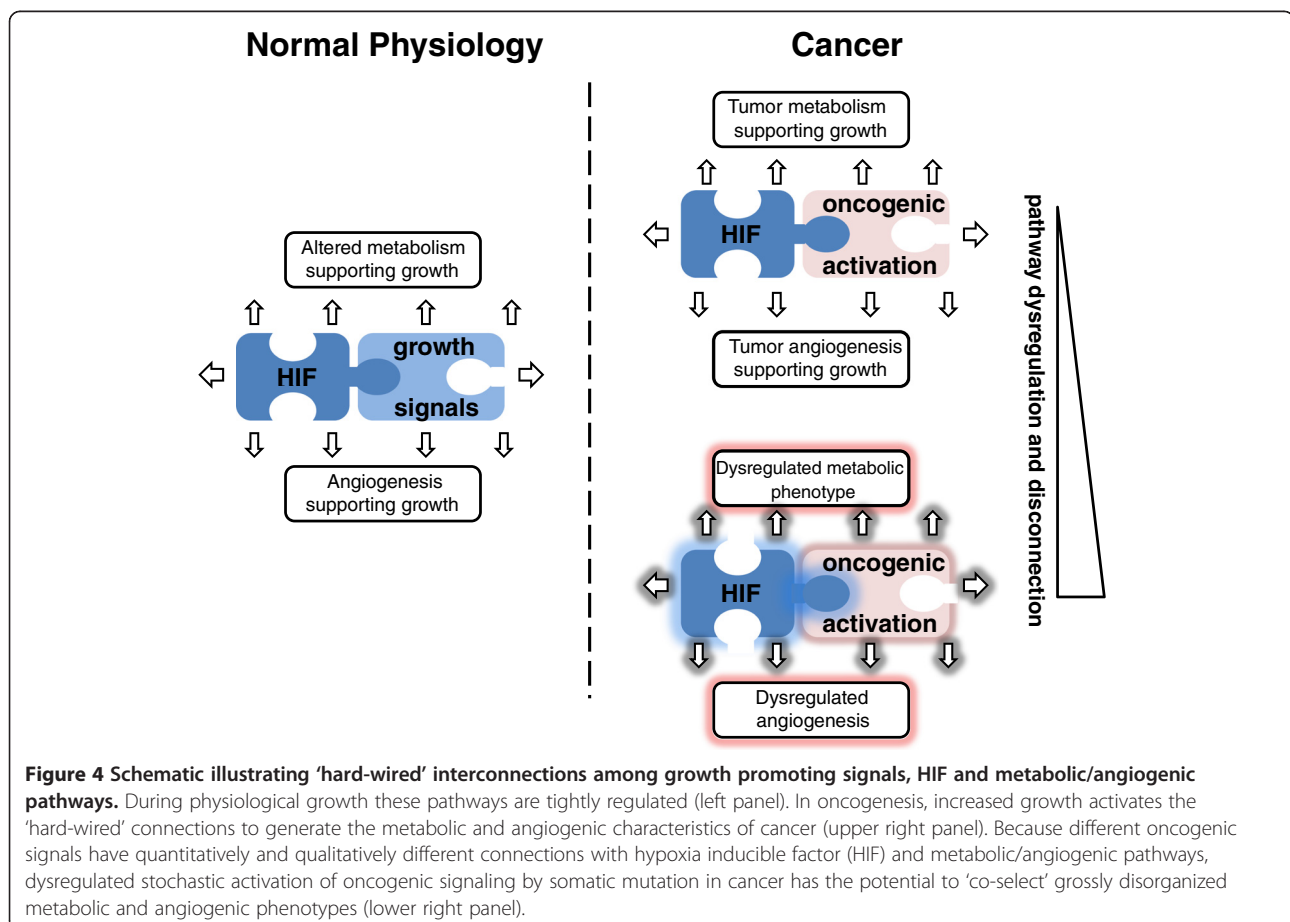 Normal Physiology
Cancer
Altered metabolism
supporting growth
HIF
growth
signals
Angiogenesis
supporting growth
Tumor metabolism
supporting growth
HIF
oncogenic
activation
Tumor angiogenesis
supporting growth
Dysregulated metabolic
phenotype
HIF
oncogenic
activation
Dysregulated
angiogenesis
pathway dysregulation and disconnection
Figure 4 Schematic illustrating ‘hard-wired’ interconnections among growth promoting signals, HIF and metabolic/angiogenic
pathways. During physiological growth these pathways are tightly regulated (left panel). In oncogenesis, increased growth activates the
‘hard-wired’ connections to generate the metabolic and angiogenic characteristics of cancer (upper right panel). Because different oncogenic
signals have quantitatively and qualitatively different connections with hypoxia inducible factor (HIF) and metabolic/angiogenic pathways,
dysregulated stochastic activation of oncogenic signaling by somatic mutation in cancer has the potential to ‘co-select’ grossly disorganized
metabolic and angiogenic phenotypes (lower right panel).